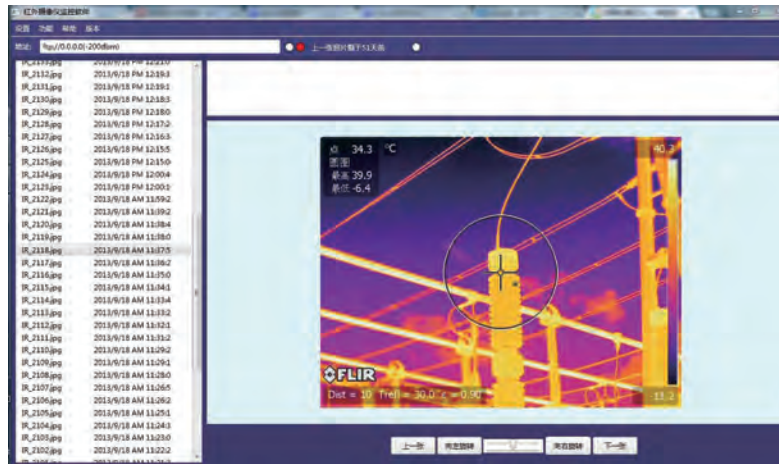 红外摄像仪监控软件
设置 功能 帮助 版本
地址: ftp://0.0.0.0(-200dbm) 上一张照片摄于51天前
IR_2133.jpg
IR_2132.jpg 2013/9/18 PM 12:19:3
IR_2131.jpg 2013/9/18 PM 12:19:1
IR_2130.jpg 2013/9/18 PM 12:18:3
IR_2129.jpg 2013/9/18 PM 12:18:0
IR_2128.jpg 2013/9/18 PM 12:17:2
IR_2127.jpg 2013/9/18 PM 12:16:3
IR_2126.jpg 2013/9/18 PM 12:15:5
IR_2125.jpg 2013/9/18 PM 12:15:0
IR_2124.jpg 2013/9/18 PM 12:00:4
IR_2123.jpg 2013/9/18 PM 12:00:1
IR_2122.jpg 2013/9/18 AM 11:59:2
IR_2121.jpg 2013/9/18 AM 11:39:2
IR_2120.jpg 2013/9/18 AM 11:38:4
IR_2119.jpg 2013/9/18 AM 11:38:0
IR_2118.jpg 2013/9/18 AM 11:37:5
IR_2117.jpg 2013/9/18 AM 11:36:2
IR_2116.jpg 2013/9/18 AM 11:35:0
IR_2115.jpg 2013/9/18 AM 11:34:1
IR_2114.jpg 2013/9/18 AM 11:33:4
IR_2113.jpg 2013/9/18 AM 11:33:2
IR_2112.jpg 2013/9/18 AM 11:32:1
IR_2111.jpg 2013/9/18 AM 11:31:2
IR_2110.jpg 2013/9/18 AM 11:29:2
IR_2109.jpg 2013/9/18 AM 11:29:1
IR_2108.jpg 2013/9/18 AM 11:28:0
IR_2107.jpg 2013/9/18 AM 11:26:5
IR_2106.jpg 2013/9/18 AM 11:26:2
IR_2105.jpg 2013/9/18 AM 11:25:1
IR_2104.jpg 2013/9/18 AM 11:24:3
IR_2103.jpg 2013/9/18 AM 11:23:0
IR_2102.jpg 2013/9/18 AM 11:22:2
点 34.3 °C
圆圈
最高 39.9
最低 -6.4
40.3
FLIR
Dist = 10 Trefl = 30.0 ε = 0.90
13.2
上一张 向左旋转 向右旋转 下一张